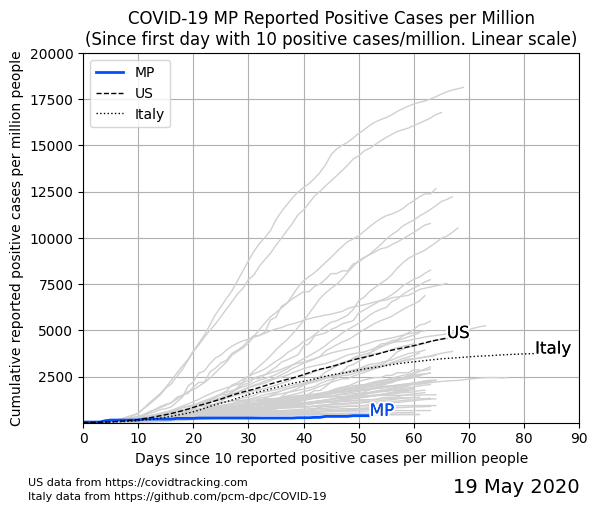 COVID-19 MP Reported Positive Cases per Million
(Since first day with 10 positive cases/million. Linear scale)
Cumulative reported positive cases per million people
20000
17500
15000
12500
10000
7500
5000
2500
MP
US
Italy
US
Italy
MP
0 10 20 30 40 50 60 70 80 90
Days since 10 reported positive cases per million people
US data from https://covidtracking.com
Italy data from https://github.com/pcm-dpc/COVID-19
19 May 2020